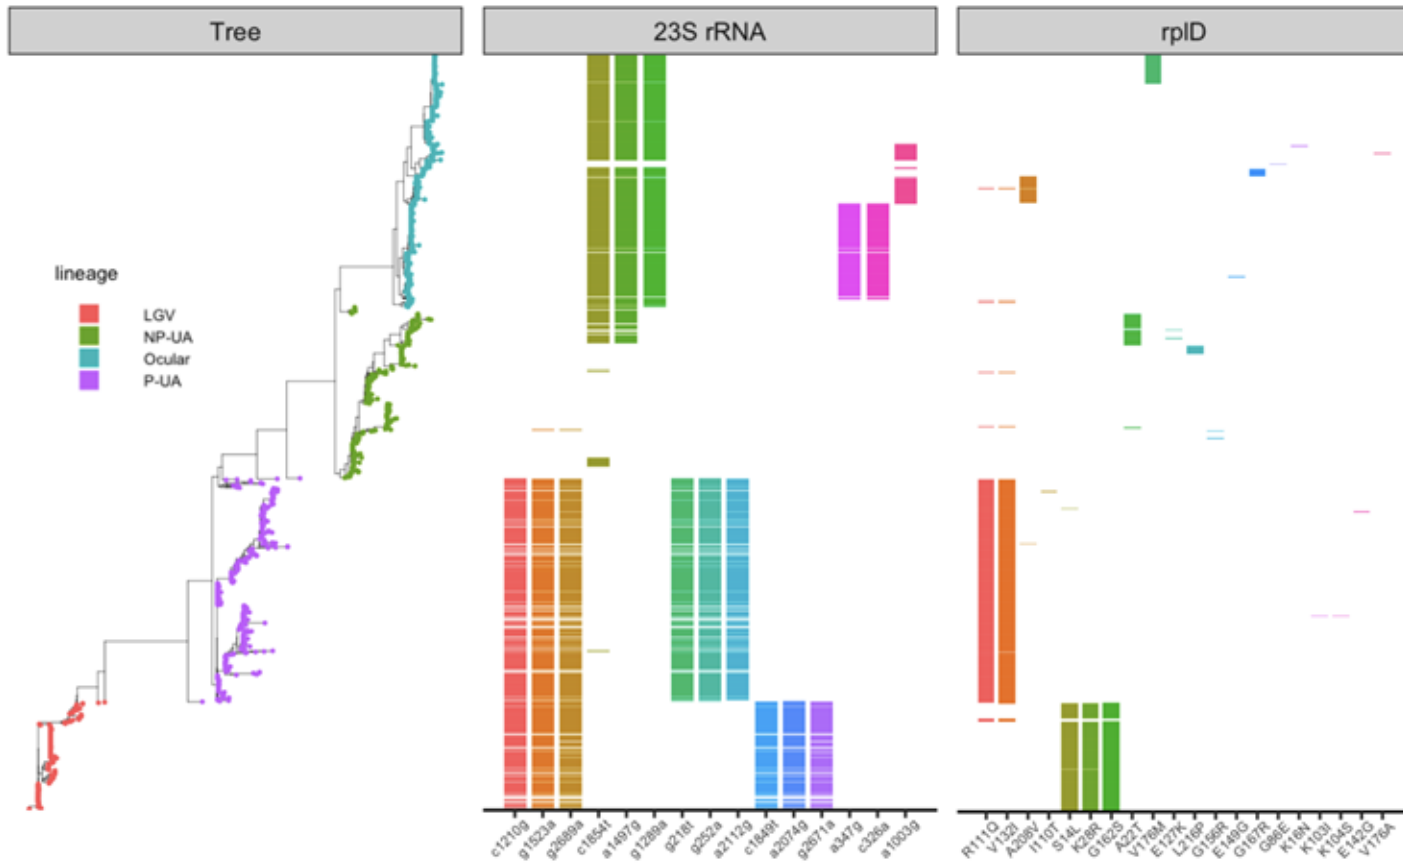 Tree
23S rRNA
rplD
lineage
LGV
NP-UA
Ocular
P-UA
c1210g
g1523a
g2689a
c1654t
a1497g
g1289a
g218t
g252a
a2112g
c1849t
a2074g
g2671a
a347g
c326a
a1003g
R111Q
V132I
A208V
I110T
S14L
K28R
G162S
A22T
V176M
E127K
L216P
G156R
E149G
G167R
G86E
K16N
K103I
K104S
E142G
V176A